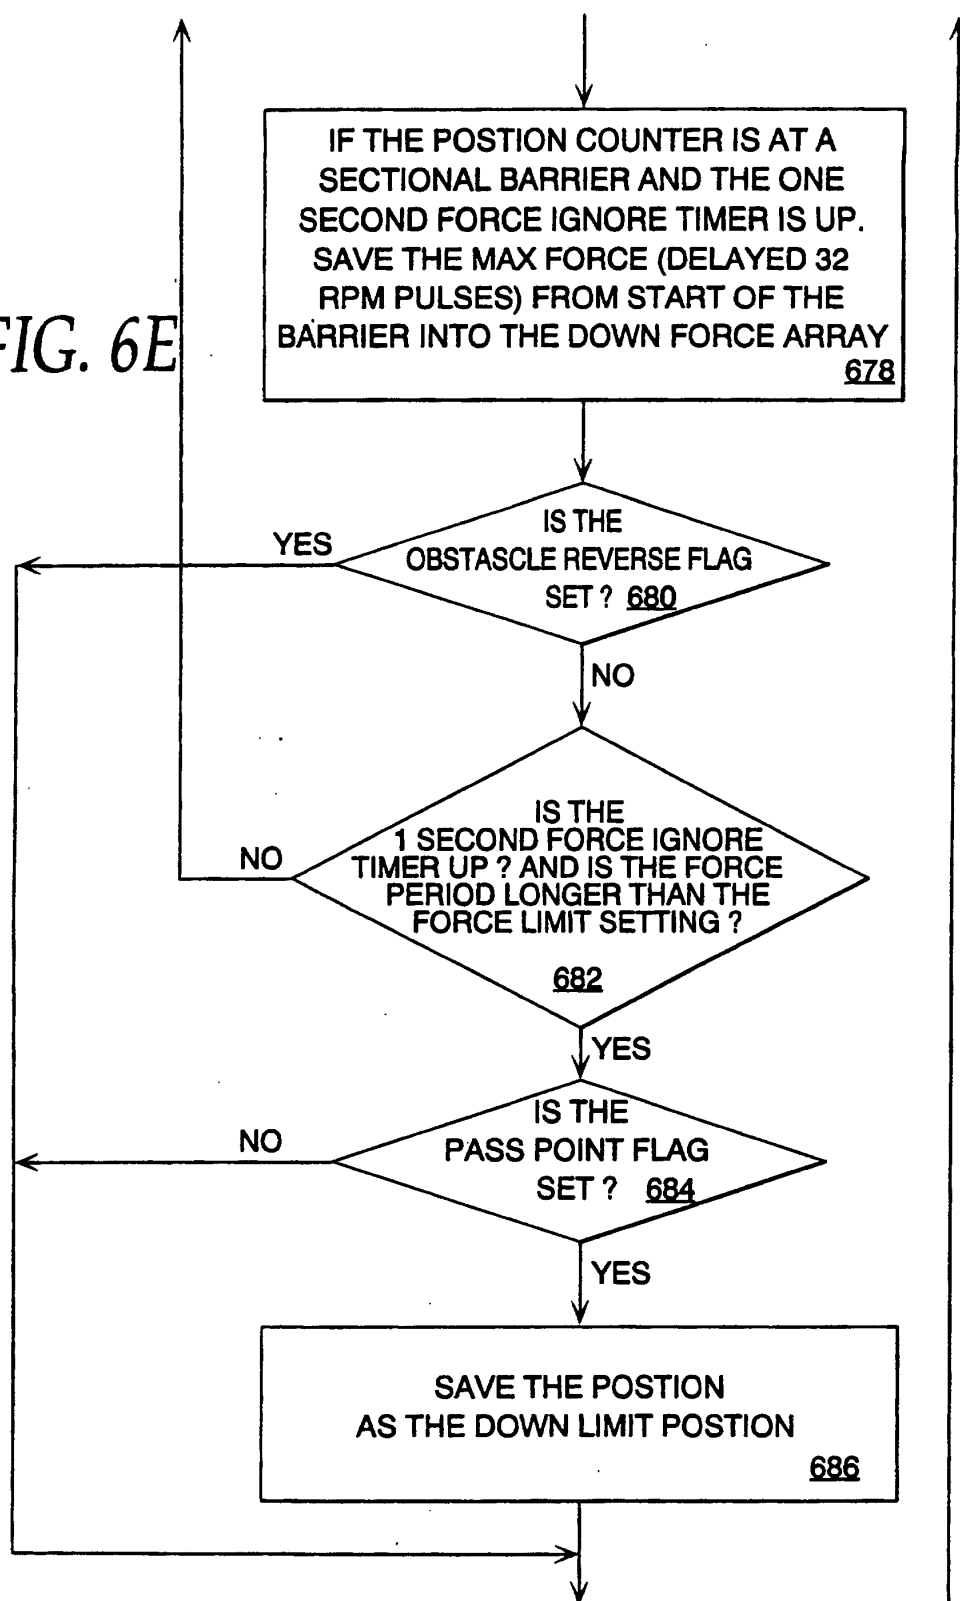 IF THE POSTION COUNTER IS AT A
SECTIONAL BARRIER AND THE ONE
SECOND FORCE IGNORE TIMER IS UP.
SAVE THE MAX FORCE (DELAYED 32
RPM PULSES) FROM START OF THE
BARRIER INTO THE DOWN FORCE ARRAY
678
FIG. 6E
IS THE
OBSTASCLE REVERSE FLAG
SET ? 680
YES
NO
IS THE
1 SECOND FORCE IGNORE
TIMER UP ? AND IS THE FORCE
PERIOD LONGER THAN THE
FORCE LIMIT SETTING ?
682
NO
YES
IS THE
PASS POINT FLAG
SET ? 684
NO
YES
SAVE THE POSTION
AS THE DOWN LIMIT POSTION
686